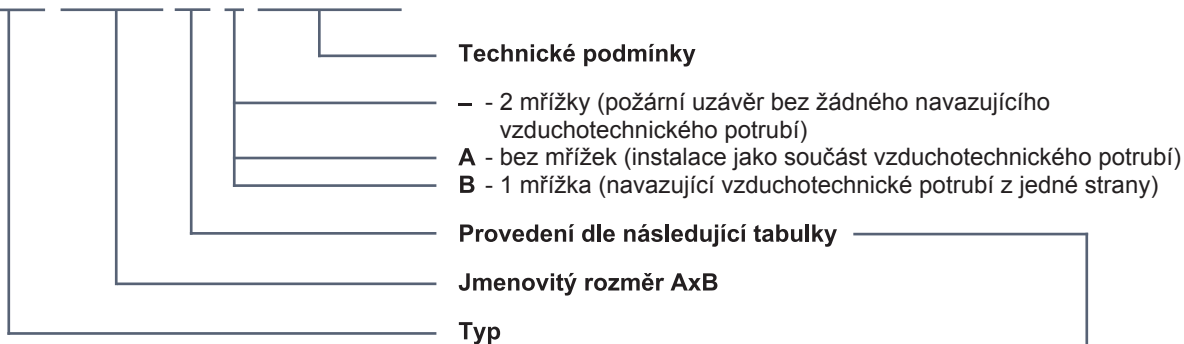 Technické podmínky
– - 2 mřížky (požární uzávěr bez žádného navazujícího
vzduchotechnického potrubí)
A - bez mřížek (instalace jako součást vzduchotechnického potrubí)
B - 1 mřížka (navazující vzduchotechnické potrubí z jedné strany)
Provedení dle následující tabulky
Jmenovitý rozměr AxB
Typ